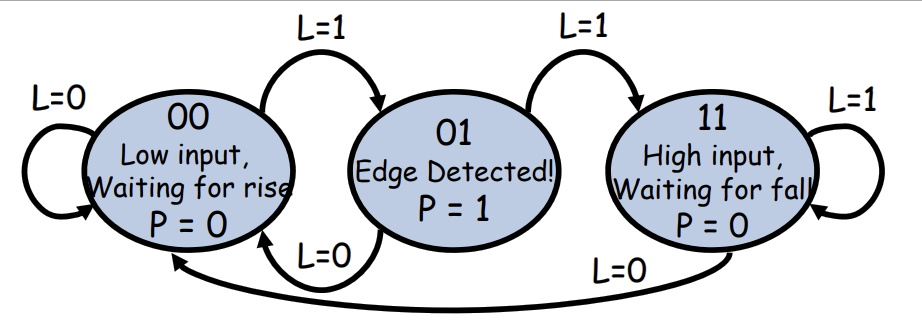 L=1
L=1
L=0
L=1
00
Low input,
Waiting for rise
P = 0
01
Edge Detected!
P = 1
11
High input,
Waiting for fall
P = 0
L=0
L=0